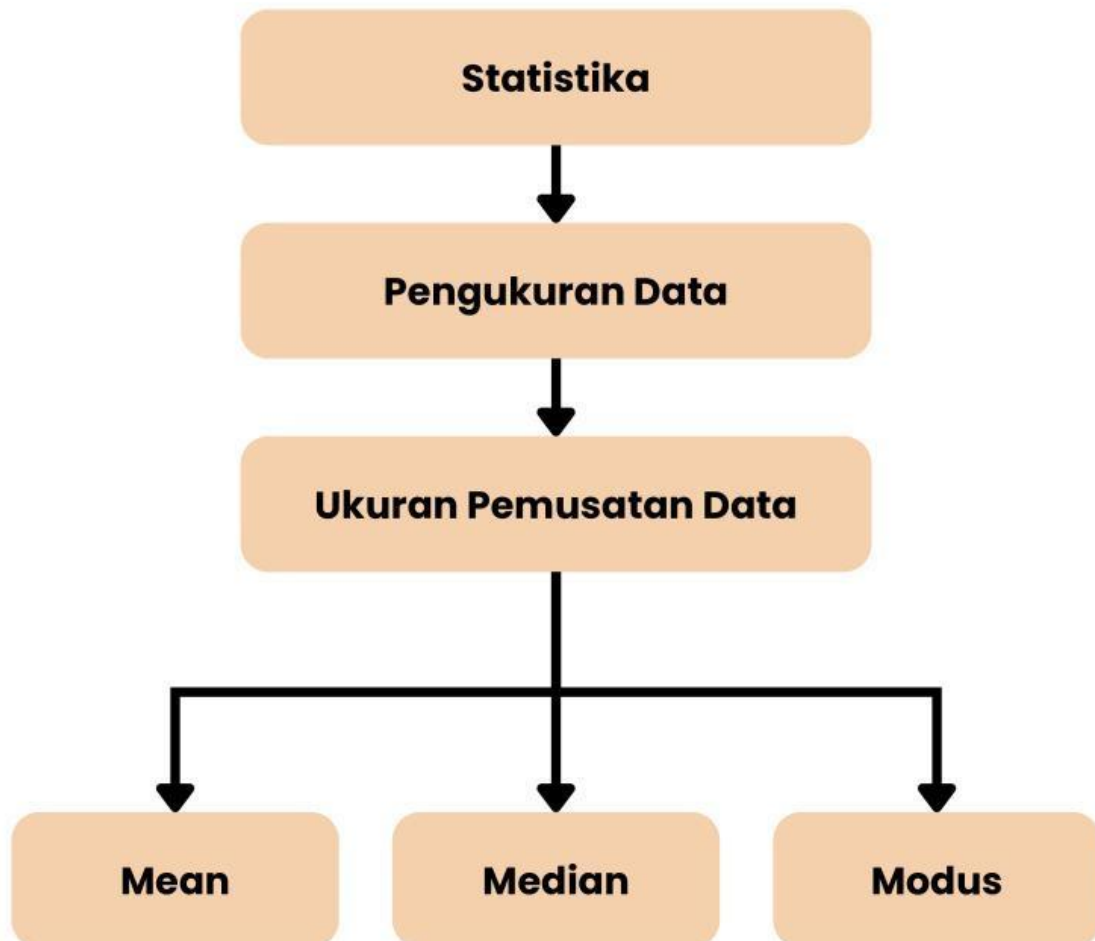 Statistika
Pengukuran Data
Ukuran Pemusatan Data
Mean
Median
Modus